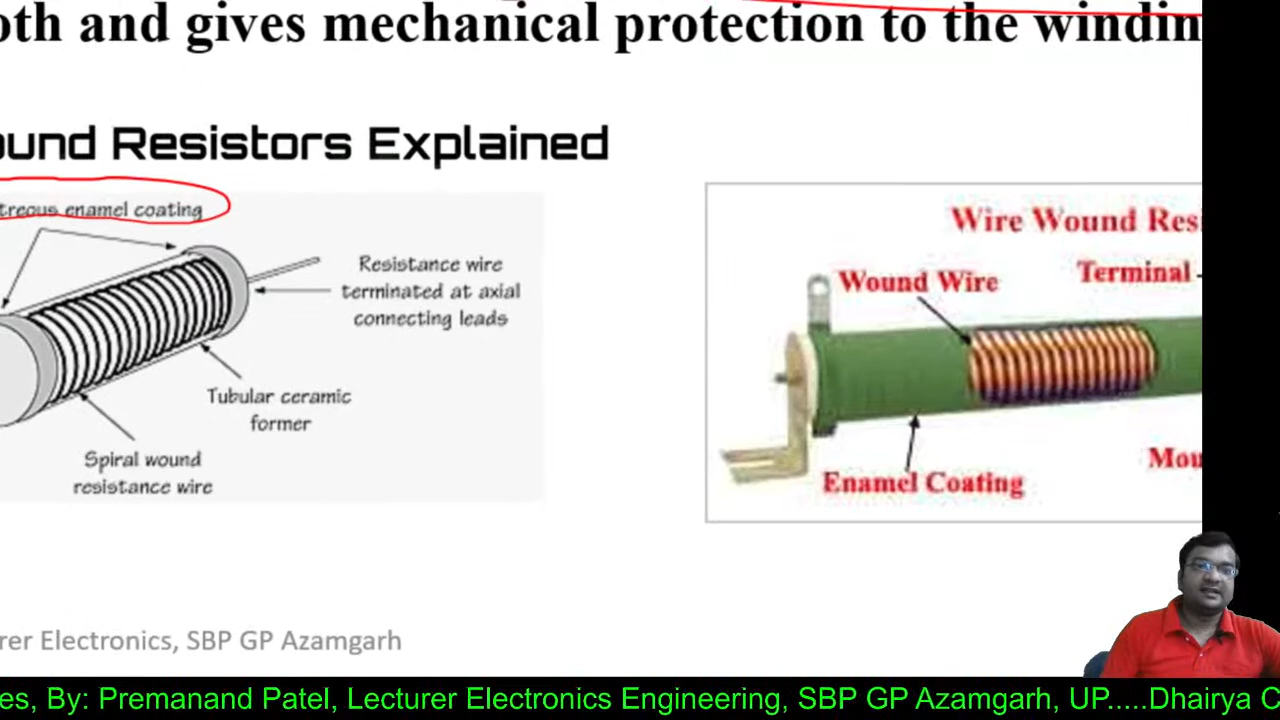 oth and gives mechanical protection to the windin
ound Resistors Explained
treous enamel coating
Resistance wire
terminated at axial
connecting leads
Tubular ceramic
former
Spiral wound
resistance wire
Wire Wound Res
Wound Wire
Terminal
Enamel Coating
Mou
rer Electronics, SBP GP Azamgarh
es, By: Premanand Patel, Lecturer Electronics Engineering, SBP GP Azamgarh, UP.....Dhairya C